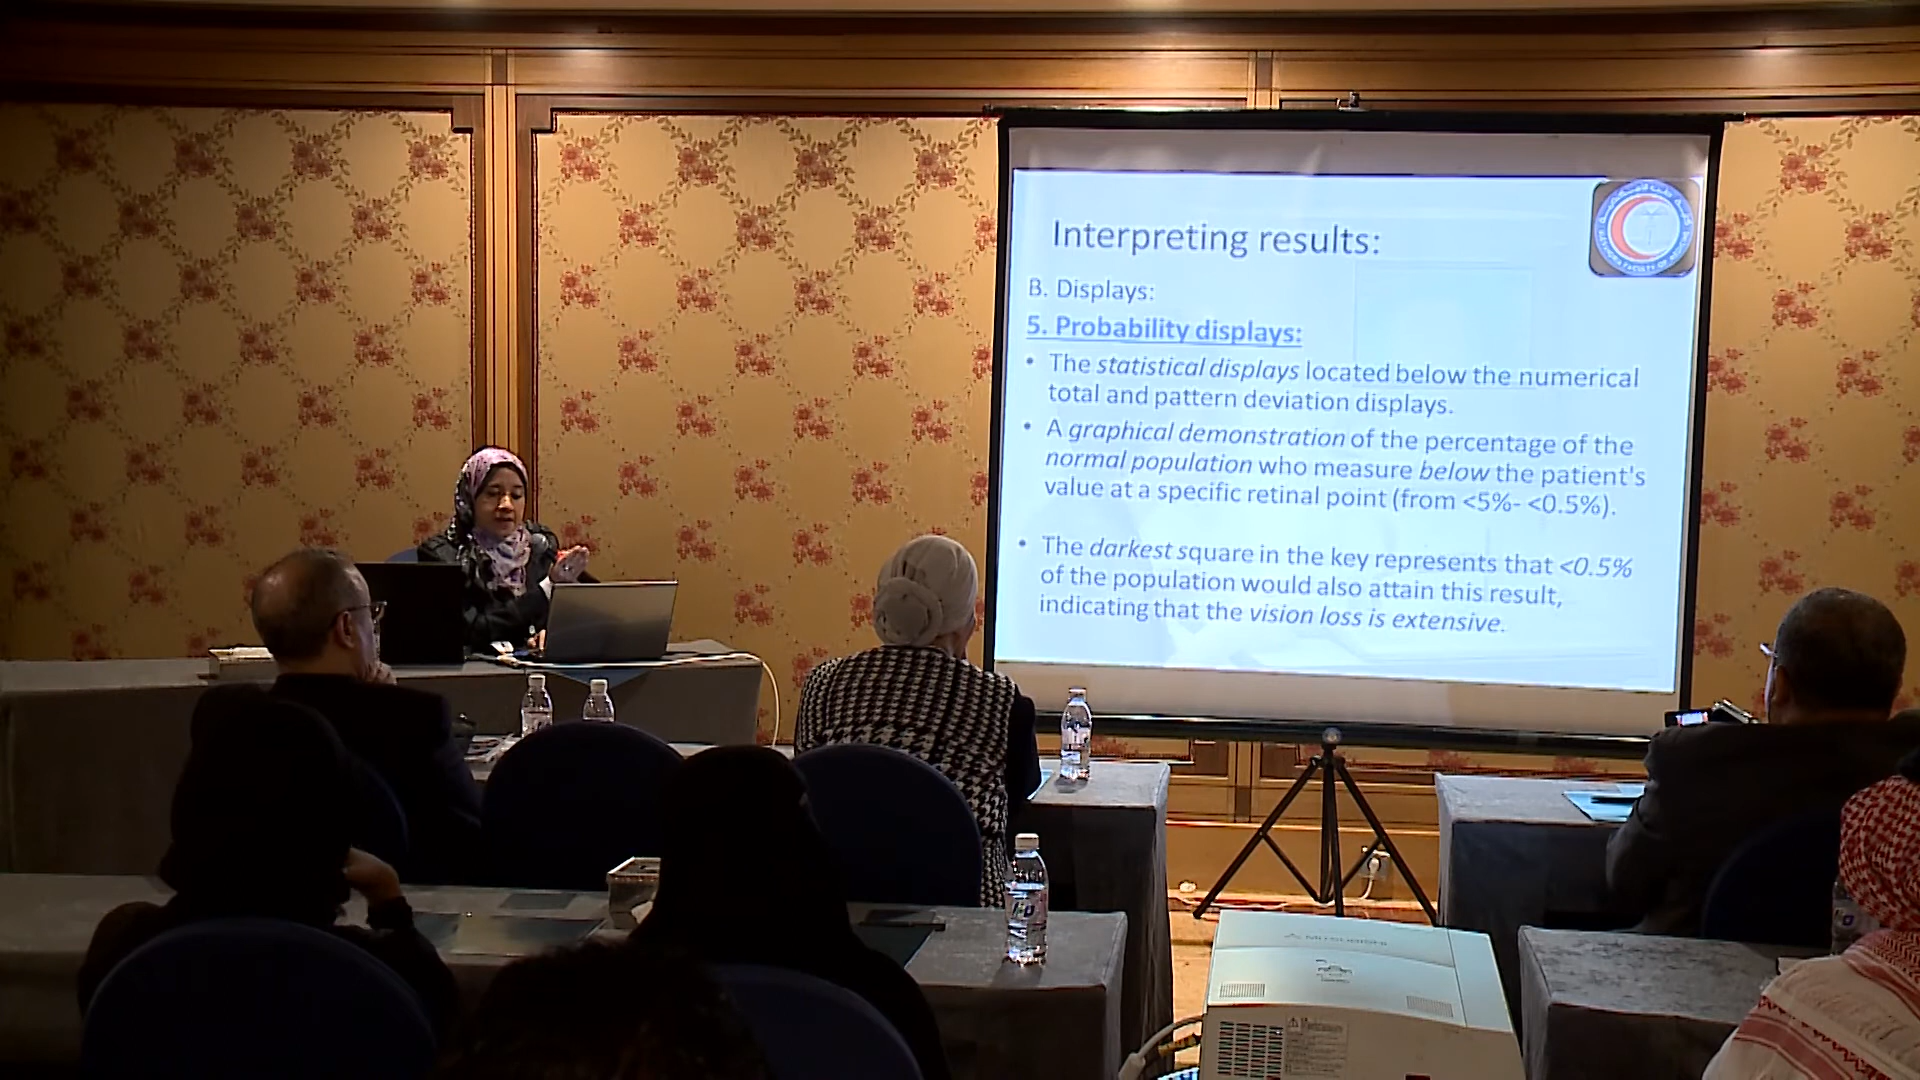 Interpreting results:
B. Displays:
5. Probability displays:
• The statistical displays located below the numerical
total and pattern deviation displays.
• A graphical demonstration of the percentage of the
normal population who measure below the patient's
value at a specific retinal point (from <5%- <0.5%).
• The darkest square in the key represents that <0.5%
of the population would also attain this result,
indicating that the vision loss is extensive.
MITSUBISHI